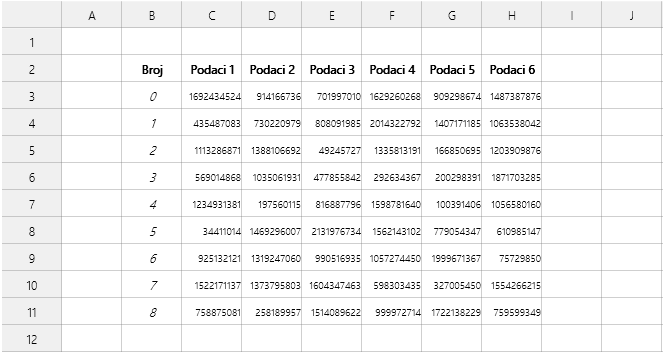 A B C D E F G H I J
1
2 Broj Podaci 1 Podaci 2 Podaci 3 Podaci 4 Podaci 5 Podaci 6
3 0 1692434524 914166736 701997010 1629260268 909298674 1487387876
4 1 435487083 730220979 808091985 2014322792 1407171185 1063538042
5 2 1113286871 1388106692 49245727 1335813191 166850695 1203909876
6 3 569014868 1035061931 477855842 292634367 200298391 1871703285
7 4 1234931381 197560115 816887796 1598781640 100391406 1056580160
8 5 34411014 1469296007 2131976734 1562143102 779054347 610985147
9 6 925132121 1319247060 990516935 1057274450 1999671367 75729850
10 7 1522171137 1373795803 1604347463 598303435 327005450 1554266215
11 8 758875081 258189957 1514089622 999972714 1722138229 759599349
12